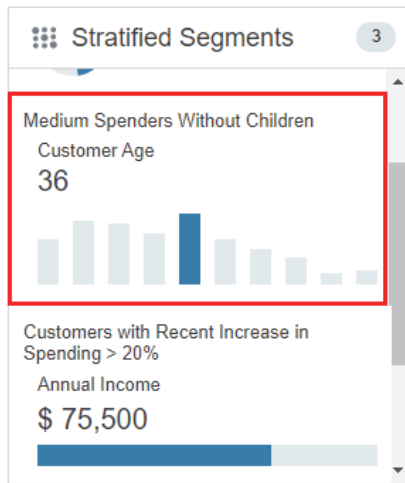 Stratified Segments 3
Medium Spenders Without Children
Customer Age
36
Customers with Recent Increase in
Spending > 20%
Annual Income
$ 75,500